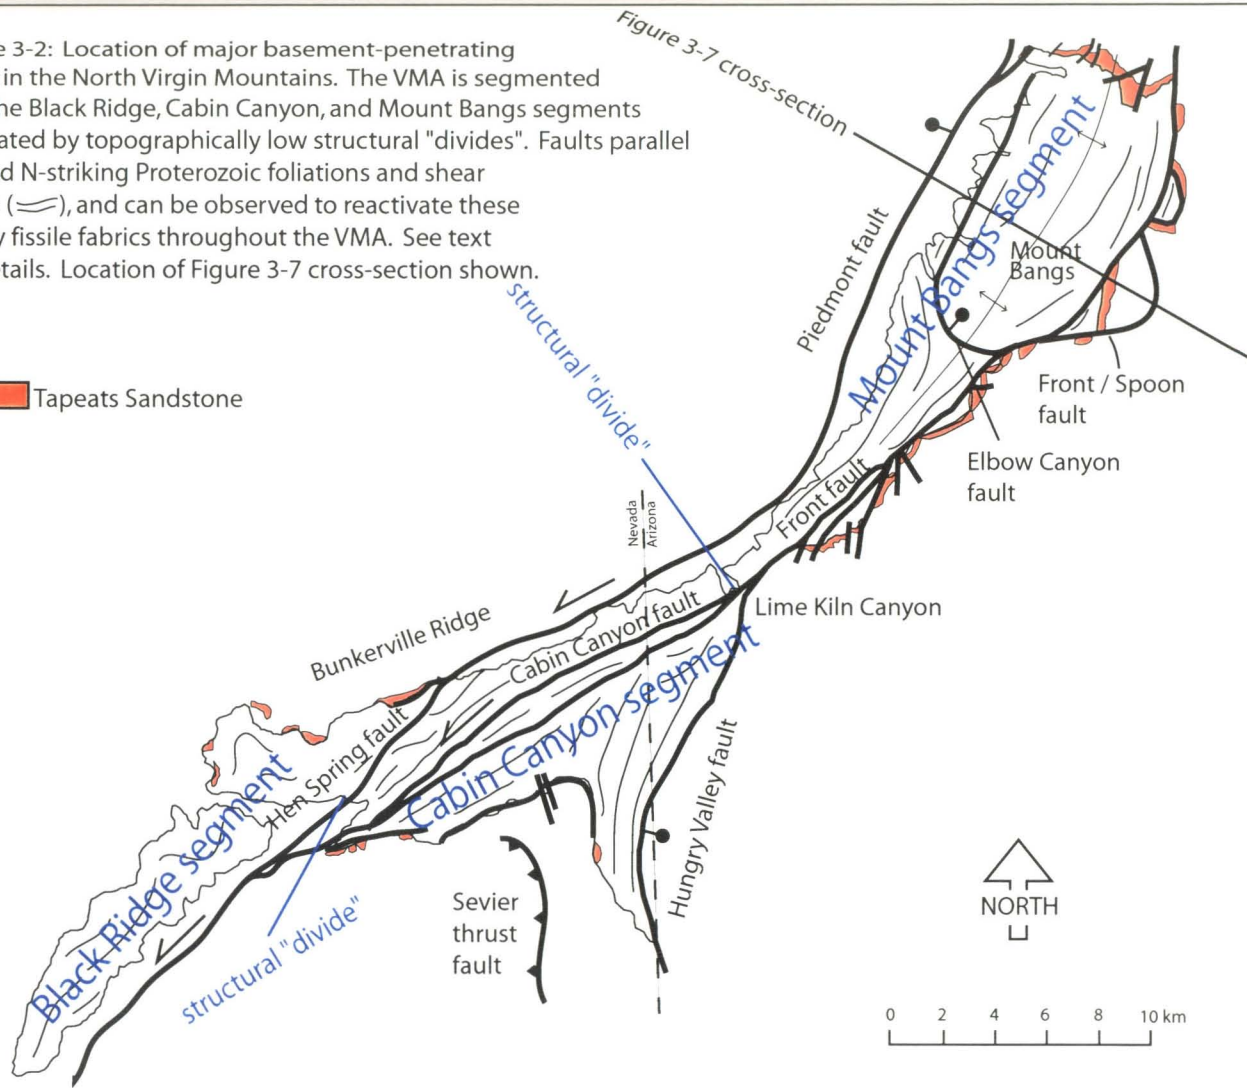 e 3-2: Location of major basement-penetrating
in the North Virgin Mountains. The VMA is segmented
ne Black Ridge, Cabin Canyon, and Mount Bangs segments
ated by topographically low structural "divides". Faults parallel
d N-striking Proterozoic foliations and shear
( ), and can be observed to reactivate these
y fissile fabrics throughout the VMA. See text
tails. Location of Figure 3-7 cross-section shown.
Figure 3-7 cross-section
Tapeats Sandstone
structural "divide"
Piedmont fault
Mount Bangs segment
Mount
Bangs
Front / Spoon
fault
Elbow Canyon
fault
Front fault
Nevada
Arizona
Lime Kiln Canyon
Bunkerville Ridge
Cabin Canyon fault
Cabin Canyon segment
Hen Spring fault
Black Ridge segment
structural "divide"
Hungry Valley fault
Sevier
thrust
fault
NORTH
0 2 4 6 8 10 km